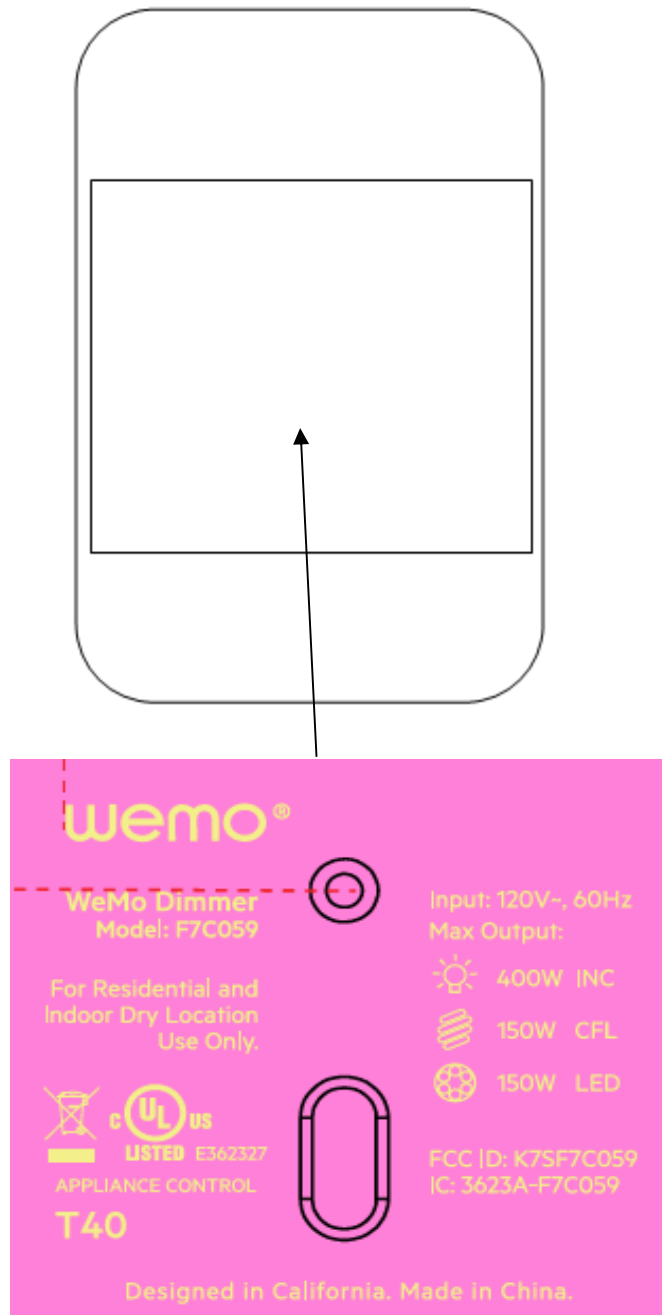 wemo®
WeMo Dimmer
Model: F7C059
For Residential and
Indoor Dry Location
Use Only.
C UL US
LISTED E362327
APPLIANCE CONTROL
T40
Input: 120V~, 60Hz
Max Output:
400W INC
150W CFL
150W LED
FCC ID: K7SF7C059
IC: 3623A-F7C059
Designed in California. Made in China.